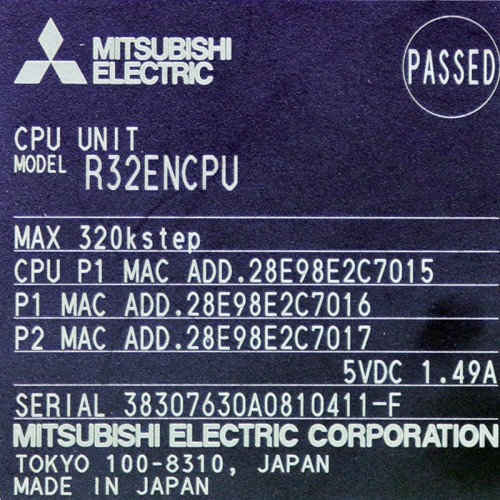 MITSUBISHI
ELECTRIC
PASSED
CPU UNIT
MODEL R32ENCPU
MAX 320kstep
CPU P1 MAC ADD.28E98E2C7015
P1 MAC ADD.28E98E2C7016
P2 MAC ADD.28E98E2C7017
5VDC 1.49A
SERIAL 38307630A0810411-F
MITSUBISHI ELECTRIC CORPORATION
TOKYO 100-8310, JAPAN
MADE IN JAPAN